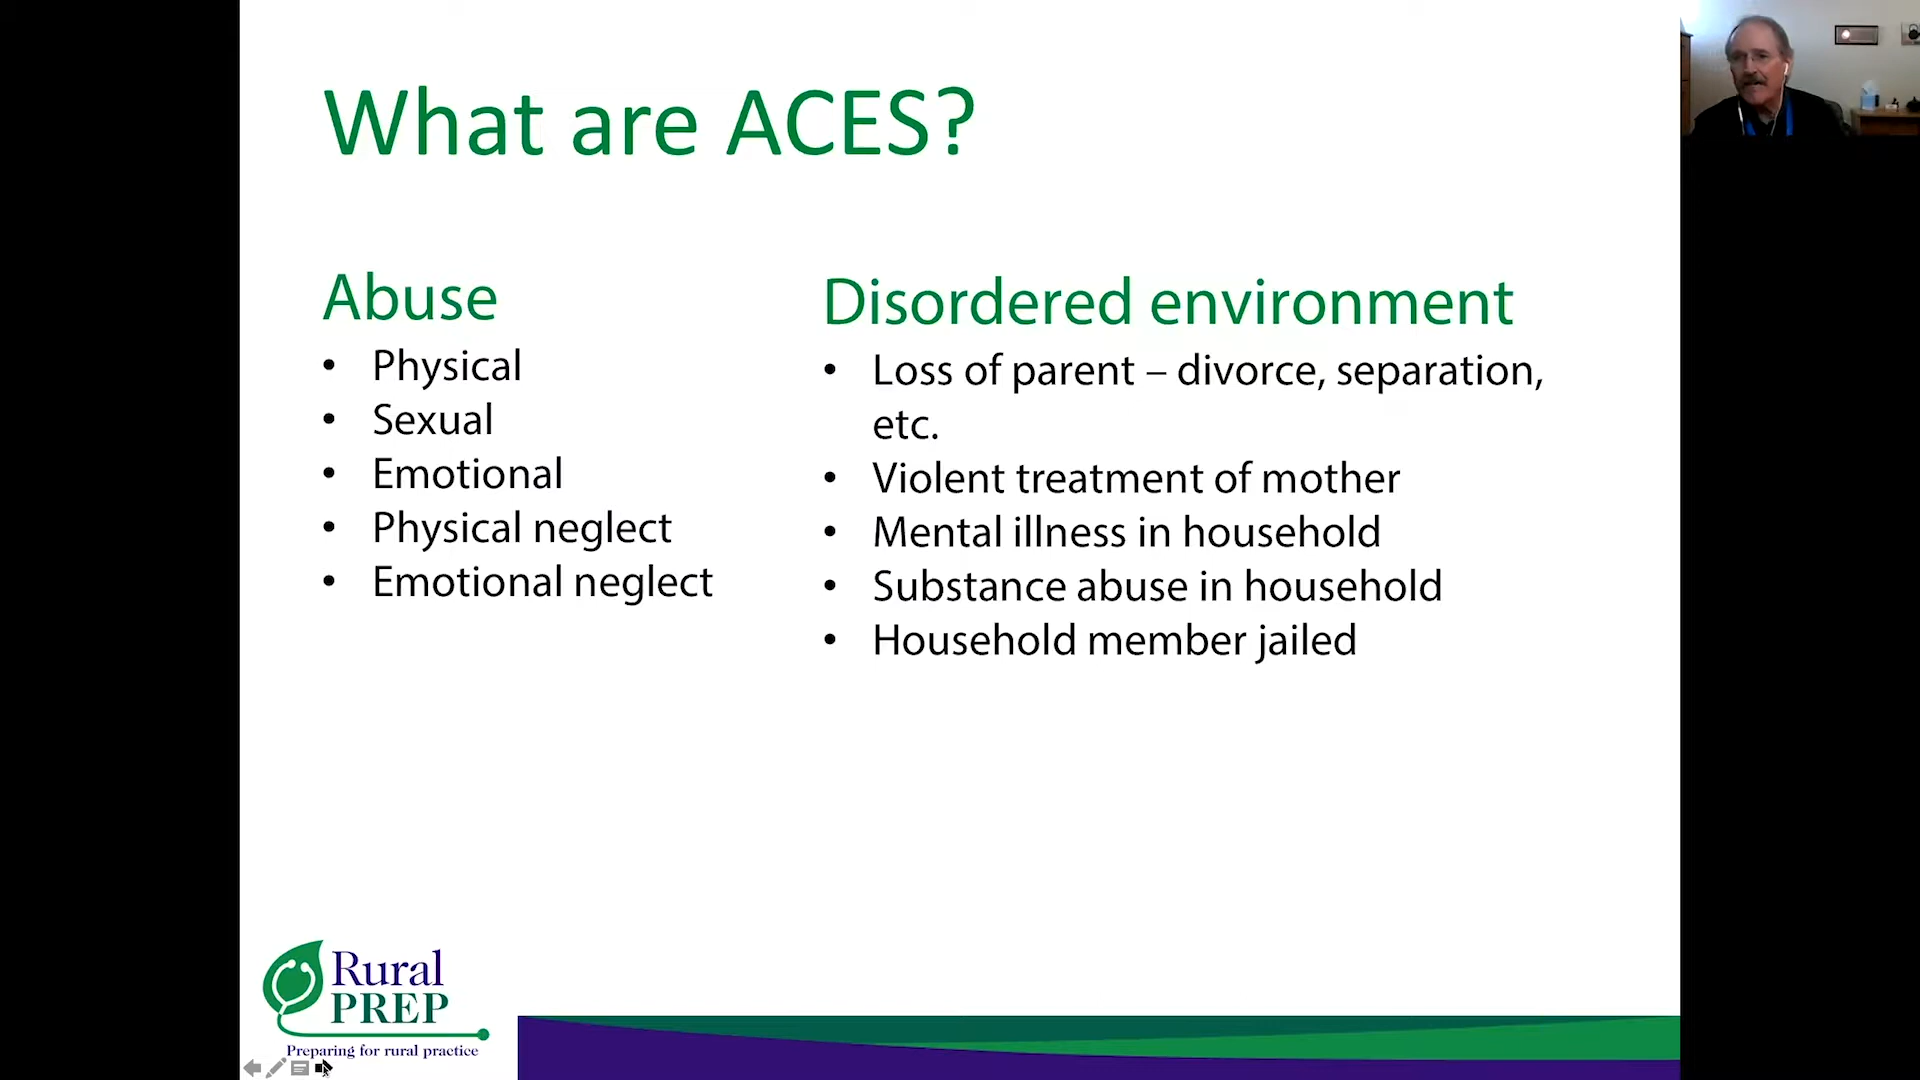 What are ACES?
Abuse
• Physical
• Sexual
• Emotional
• Physical neglect
• Emotional neglect
Disordered environment
• Loss of parent – divorce, separation,
etc.
• Violent treatment of mother
• Mental illness in household
• Substance abuse in household
• Household member jailed
Rural
PREP
Preparing for rural practice